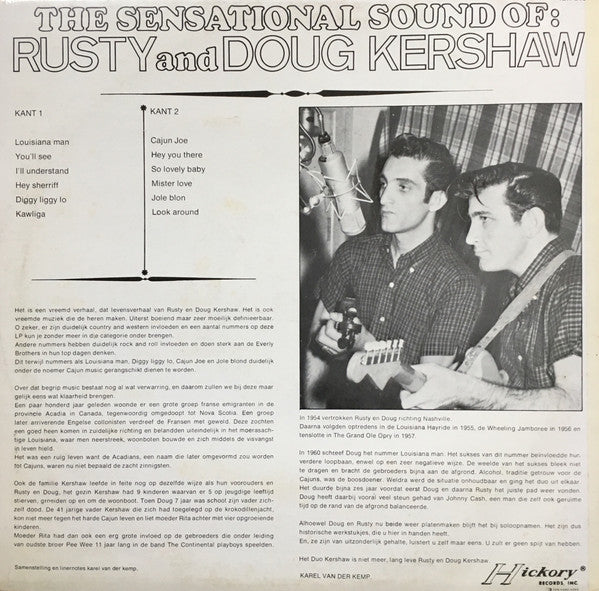 THE SENSATIONAL SOUND OF:
RUSTY and DOUG KERSHAW
KANT 1
Louisiana man
You'll see
I'll understand
Hey sherriff
Diggy liggy lo
Kawliga
KANT 2
Cajun Joe
Hey you there
So lovely baby
Mister love
Jole blon
Look around
Het is een vreemd verhaal, dat levensverhaal van Rusty en Doug Kershaw. Het is ook
vreemde muziek die de heren maken. Uiterst boeiend maar zeer moeilijk definieerbaar.
O zeker, er zijn duidelijk country and western invloeden en een aantal nummers op deze
LP kun je zonder meer in die categorie onder brengen.
Andere nummers hebben duidelijk rock and roll invloeden en doen sterk aan de Everly
Brothers in hun top dagen denken.
Dit terwijl nummers als Louisiana man, Diggy liggy lo, Cajun Joe en Jole blond duidelijk
onder de noemer Cajun music gerangschikt dienen te worden.
Over dat begrip music bestaat nog al wat verwarring, en daarom zullen we bij deze maar
gelijk eens wat klaarheid brengen.
Een paar honderd jaar geleden woonde er een grote groep franse emigranten in de
provincie Acadia in Canada, tegenwoordig omgedoopt tot Nova Scotia. Een groep
later arriverende Engelse collonisten verdreef de Fransen met geweld. Deze zochten
een goed heen komen in zuidelijke richting en belandden uiteindelijk in het moerasach-
tige Louisiana, waar men neerstreek, woonboten bouwde en zich middels de visvangst
in leven hield.
Het was een ruig leven want de Acadians, een naam die later omgevormd zou worden
tot Cajuns, waren nu niet bepaald de zacht zinnigsten.
Ook de familie Kershaw leefde in feite nog op dezelfde wijze als hun voorouders en
Rusty en Doug, het gezin Kershaw had 9 kinderen waarvan er 5 op jeugdige leeftijd
stierven, groeiden op en om de woonboot. Toen Doug 7 jaar was schoot zijn vader zich-
zelf dood. De 41 jarige vader Kershaw die zich had toegelegd op de krokodillenjacht,
kon niet meer tegen het harde Cajun leven en liet moeder Rita achter met vier opgroeiende
kinderen.
Moeder Rita had dan ook een erg grote invloed op de gebroeders die onder leiding
van oudste broer Pee Wee 11 jaar lang in de band The Continental playboys speelden.
Samenstelling en linernotes karel van der kemp.
In 1954 vertrokken Rusty en Doug richting Nashville.
Daarna volgden optredens in de Louisiana Hayride in 1955, de Wheeling Jamboree in 1956 en
tenslotte in The Grand Ole Opry in 1957.
In 1960 schreef Doug het nummer Louisiana man. Het sukses van dit nummer beïnvloedde hun
verdere loopbaan, enwel op een zeer negatieve wijze. De weelde van het sukses bleek niet
te dragen en bracht de gebroeders bijna aan de afgrond. Alcohol, traditie getrouw voor de
Cajuns, was de boosdoener. Weldra werd de situatie onhoudbaar en ging het duo uit elkaar.
Het duurde bijna zes jaar voordat eerst Doug en daarna Rusty het juiste pad weer vonden.
Doug heeft daarbij vooral veel steun gehad van Johnny Cash, een man die zelf ook geruime
tijd op de rand van de afgrond balanceerde.
Alhoewel Doug en Rusty nu beide weer platenmaken blijft het bij soloopnamen. Het zijn dus
historische werkstukjes, die u hier in handen heeft.
En, ze zijn van uitzonderlijk gehalte, luistert u zelf maar eens. U zult er geen spijt van hebben.
Het Duo Kershaw is niet meer, lang leve Rusty en Doug Kershaw.
KAREL VAN DER KEMP.
Hickory®
RECORDS, INC.